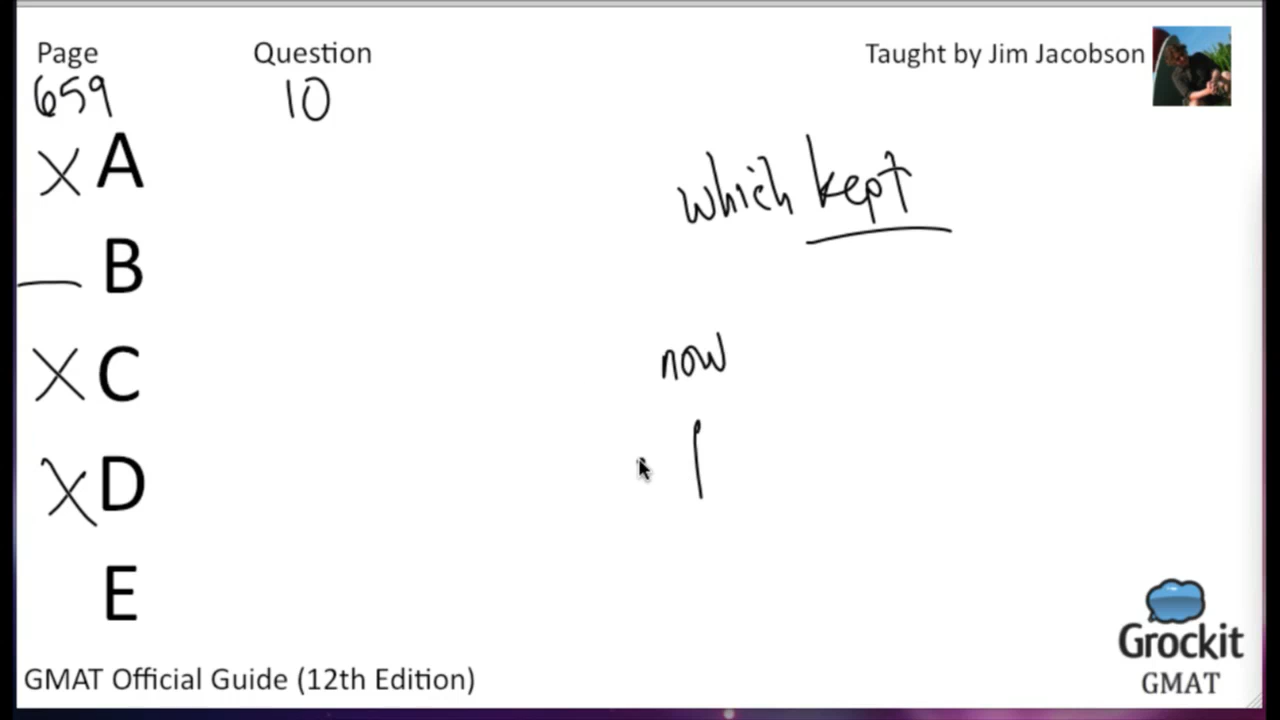 Page Question Taught by Jim Jacobson
659 10
X A
which kept
B
X C
now
X D
E
Grockit
GMAT
GMAT Official Guide (12th Edition)